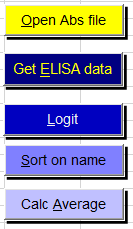 Open Abs file
Get ELISA data
Logit
Sort on name
Calc Average